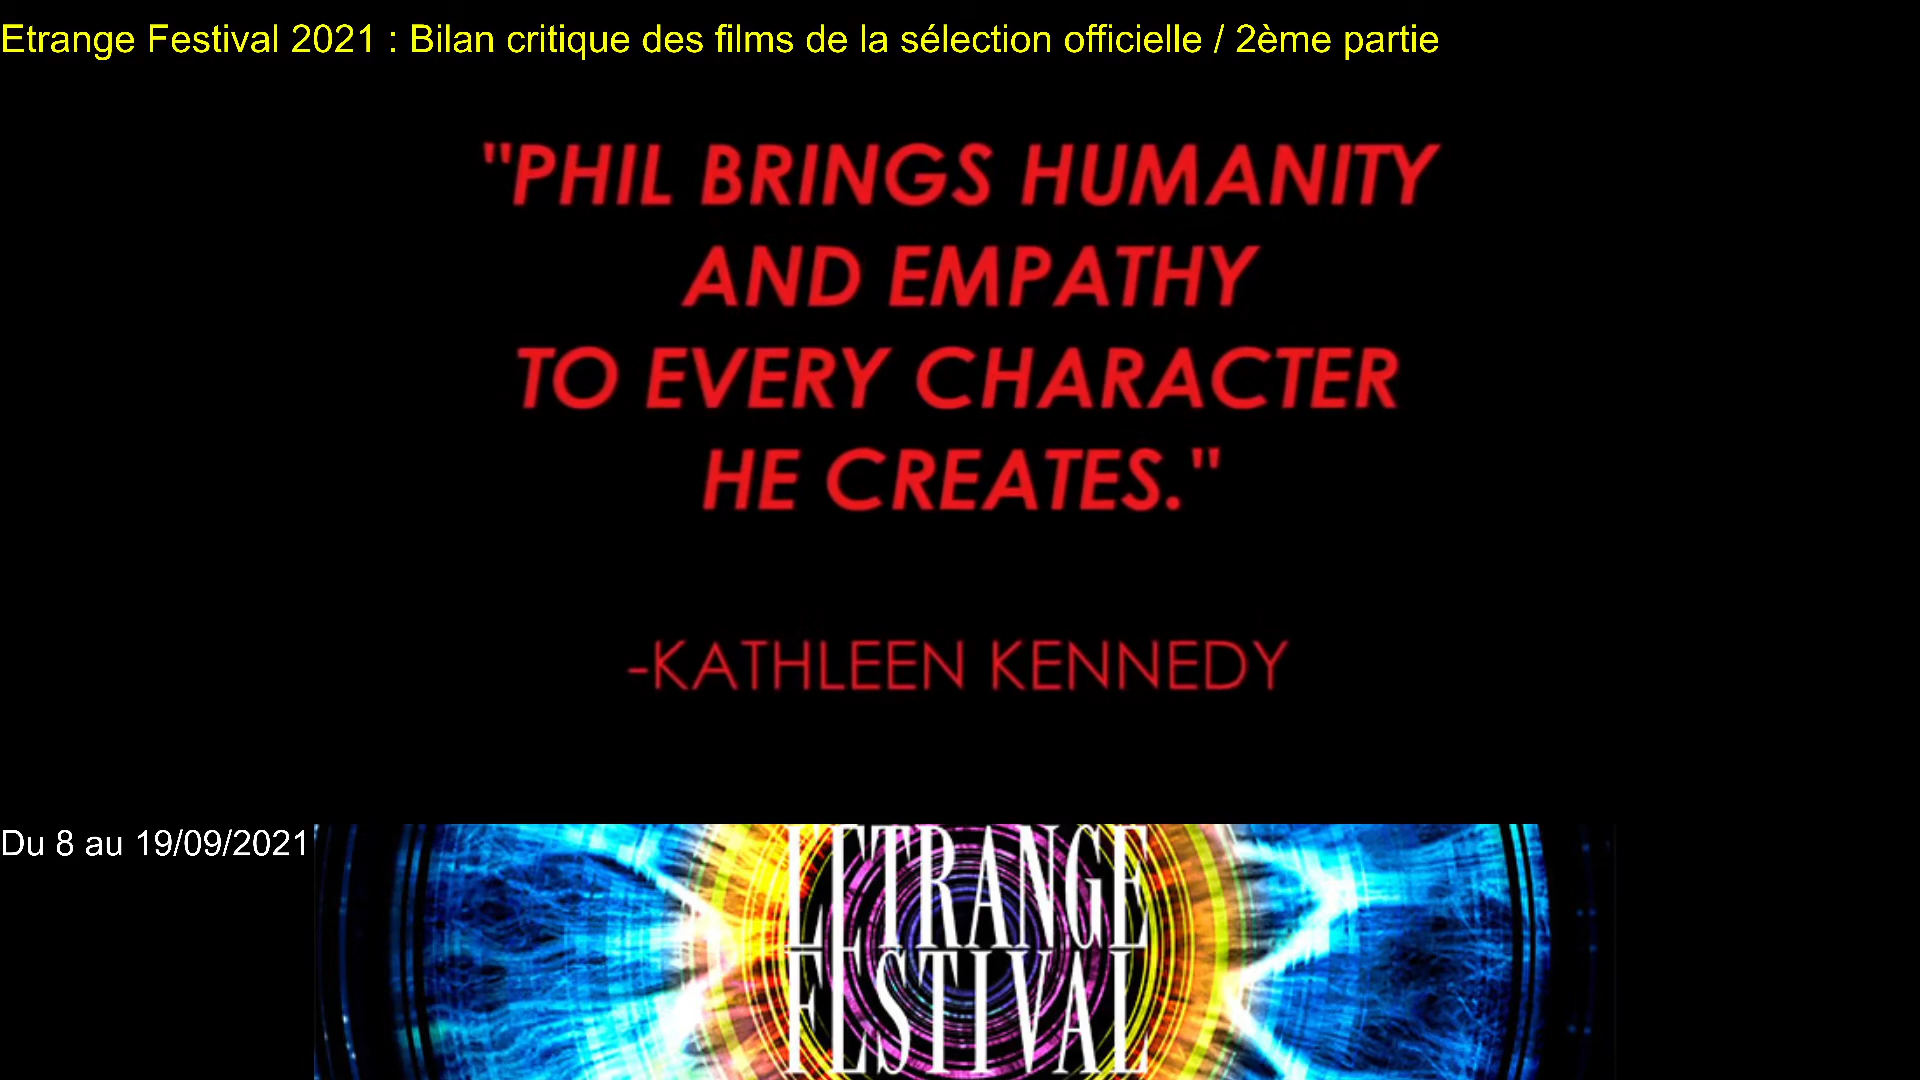 Etrange Festival 2021 : Bilan critique des films de la sélection officielle / 2ème partie
"PHIL BRINGS HUMANITY
AND EMPATHY
TO EVERY CHARACTER
HE CREATES."
-KATHLEEN KENNEDY
Du 8 au 19/09/2021
L'ETRANGE
FESTIVAL